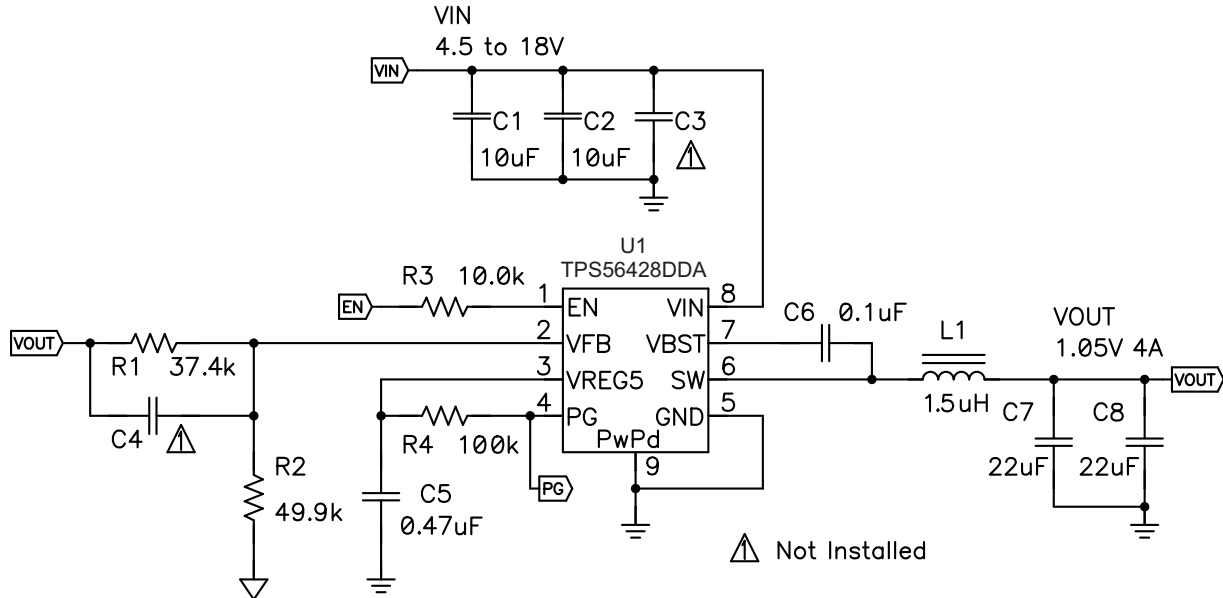 VIN
4.5 to 18V
VIN
C1
C2
C3
10uF
10uF
1
U1
TPS56428DDA
R3 10.0k
EN
1
EN
VIN
8
C6 0.1uF
VOUT
R1 37.4k
2
VFB
VBST
7
L1
VOUT
1.05V 4A
VOUT
3
VREG5
SW
6
1.5uH
C4
1
R4 100k
4
PG
GND
5
PwPd
9
C7
C8
22uF
22uF
R2
49.9k
C5
0.47uF
PG
1 Not Installed